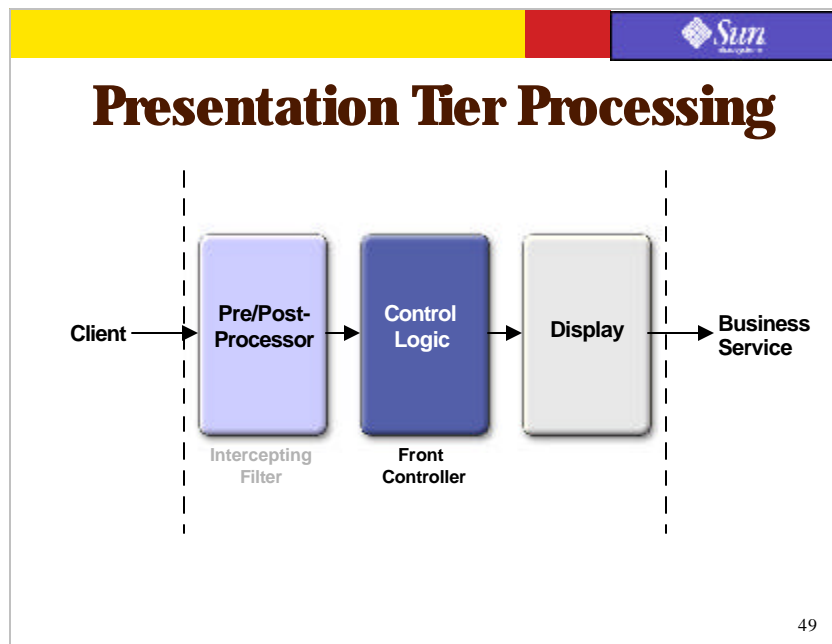 Sun
Presentation Tier Processing
Client
Pre/Post-
Processor
Control
Logic
Display
Business
Service
Intercepting
Filter
Front
Controller
49